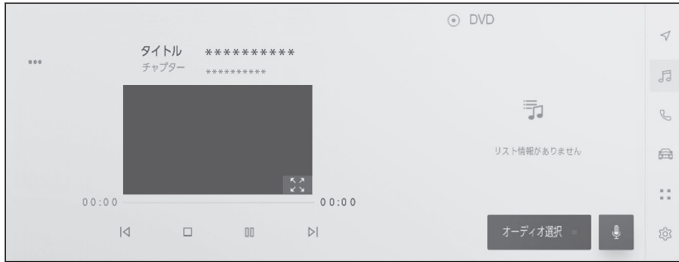 DVD
タイトル **********
チャプター **********
リスト情報がありません
00:00 00:00
オーディオ選択